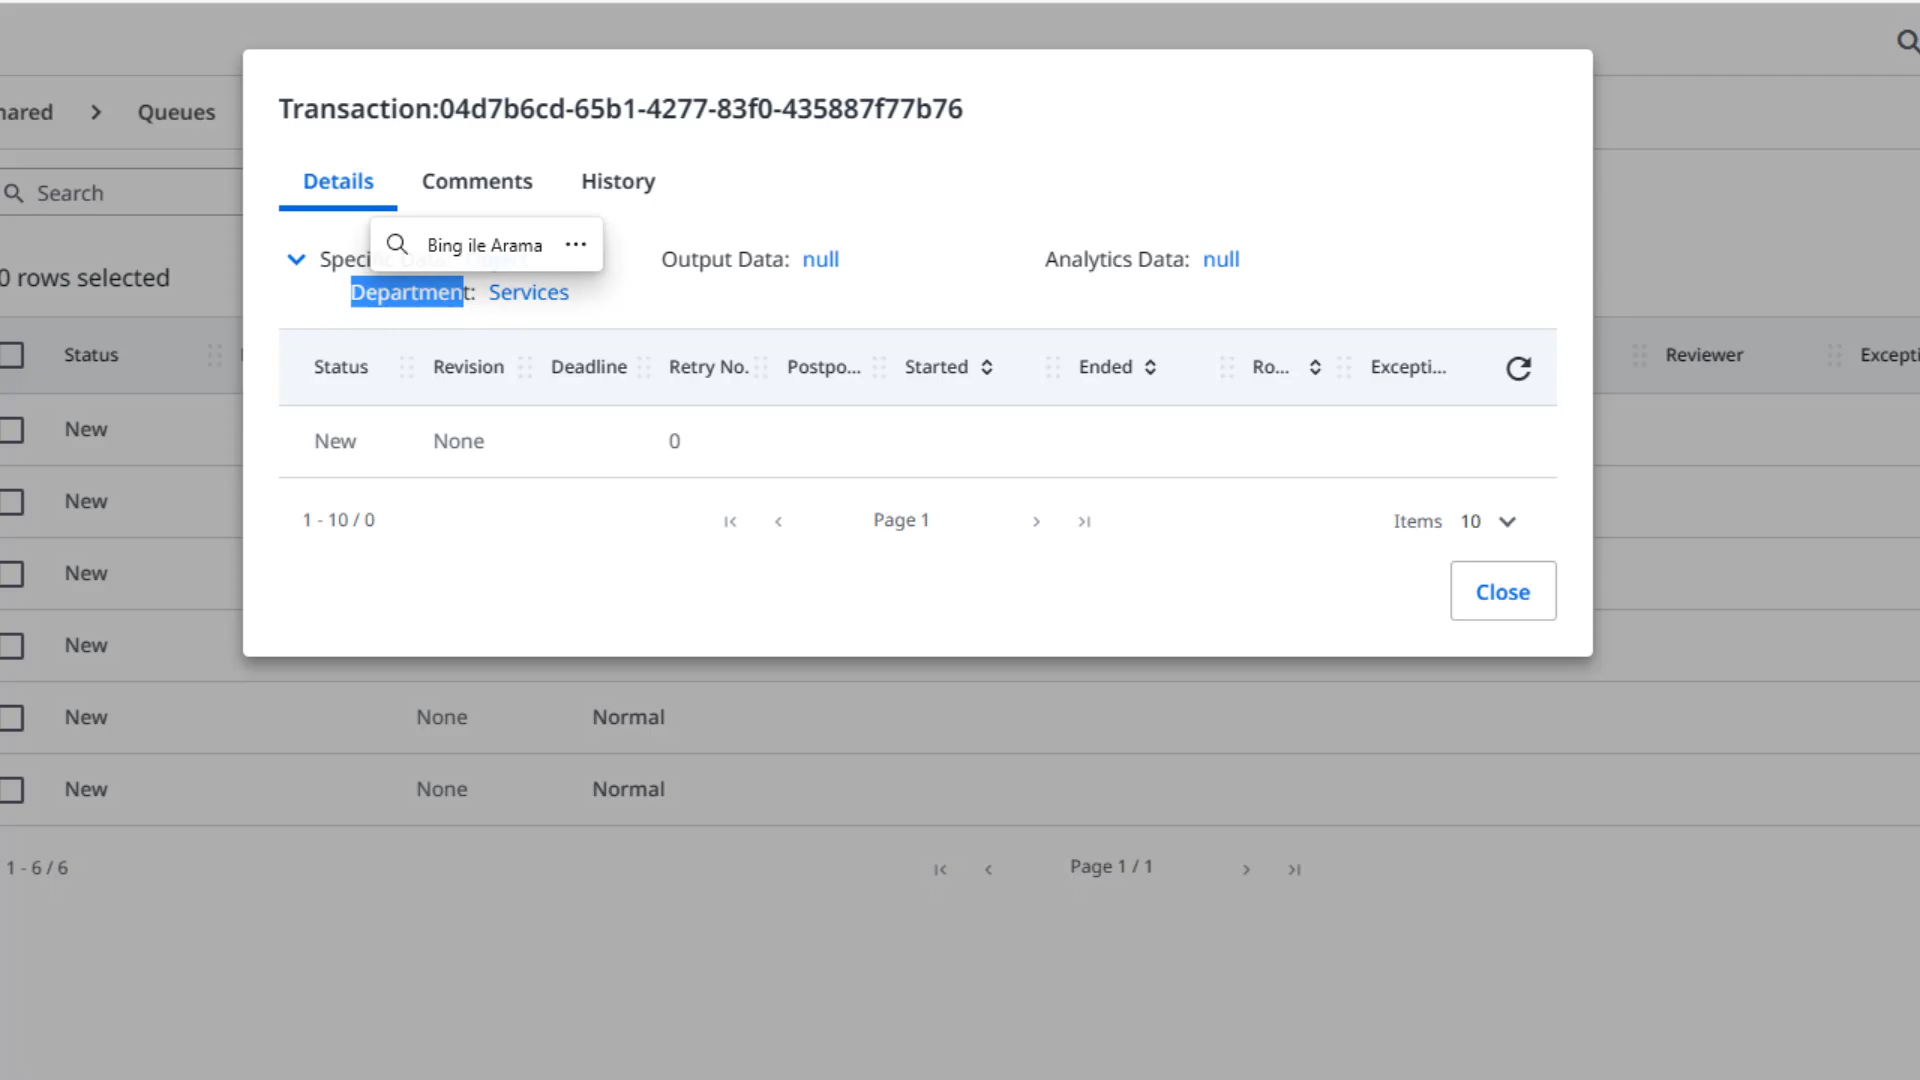 Transaction:04d7b6cd-65b1-4277-83f0-435887f77b76
hared > Queues
Details Comments History
Search
Bing ile Arama ...
Output Data: null Analytics Data: null
0 rows selected
Department: Services
Status Revision Deadline Retry No. Postpo... Started Ended Ro... Excepti...
Status Reviewer Excepti
New None 0
New
New
1 - 10 / 0 Page 1 Items 10
New
Close
New
New None Normal
New None Normal
1 - 6 / 6 Page 1 / 1